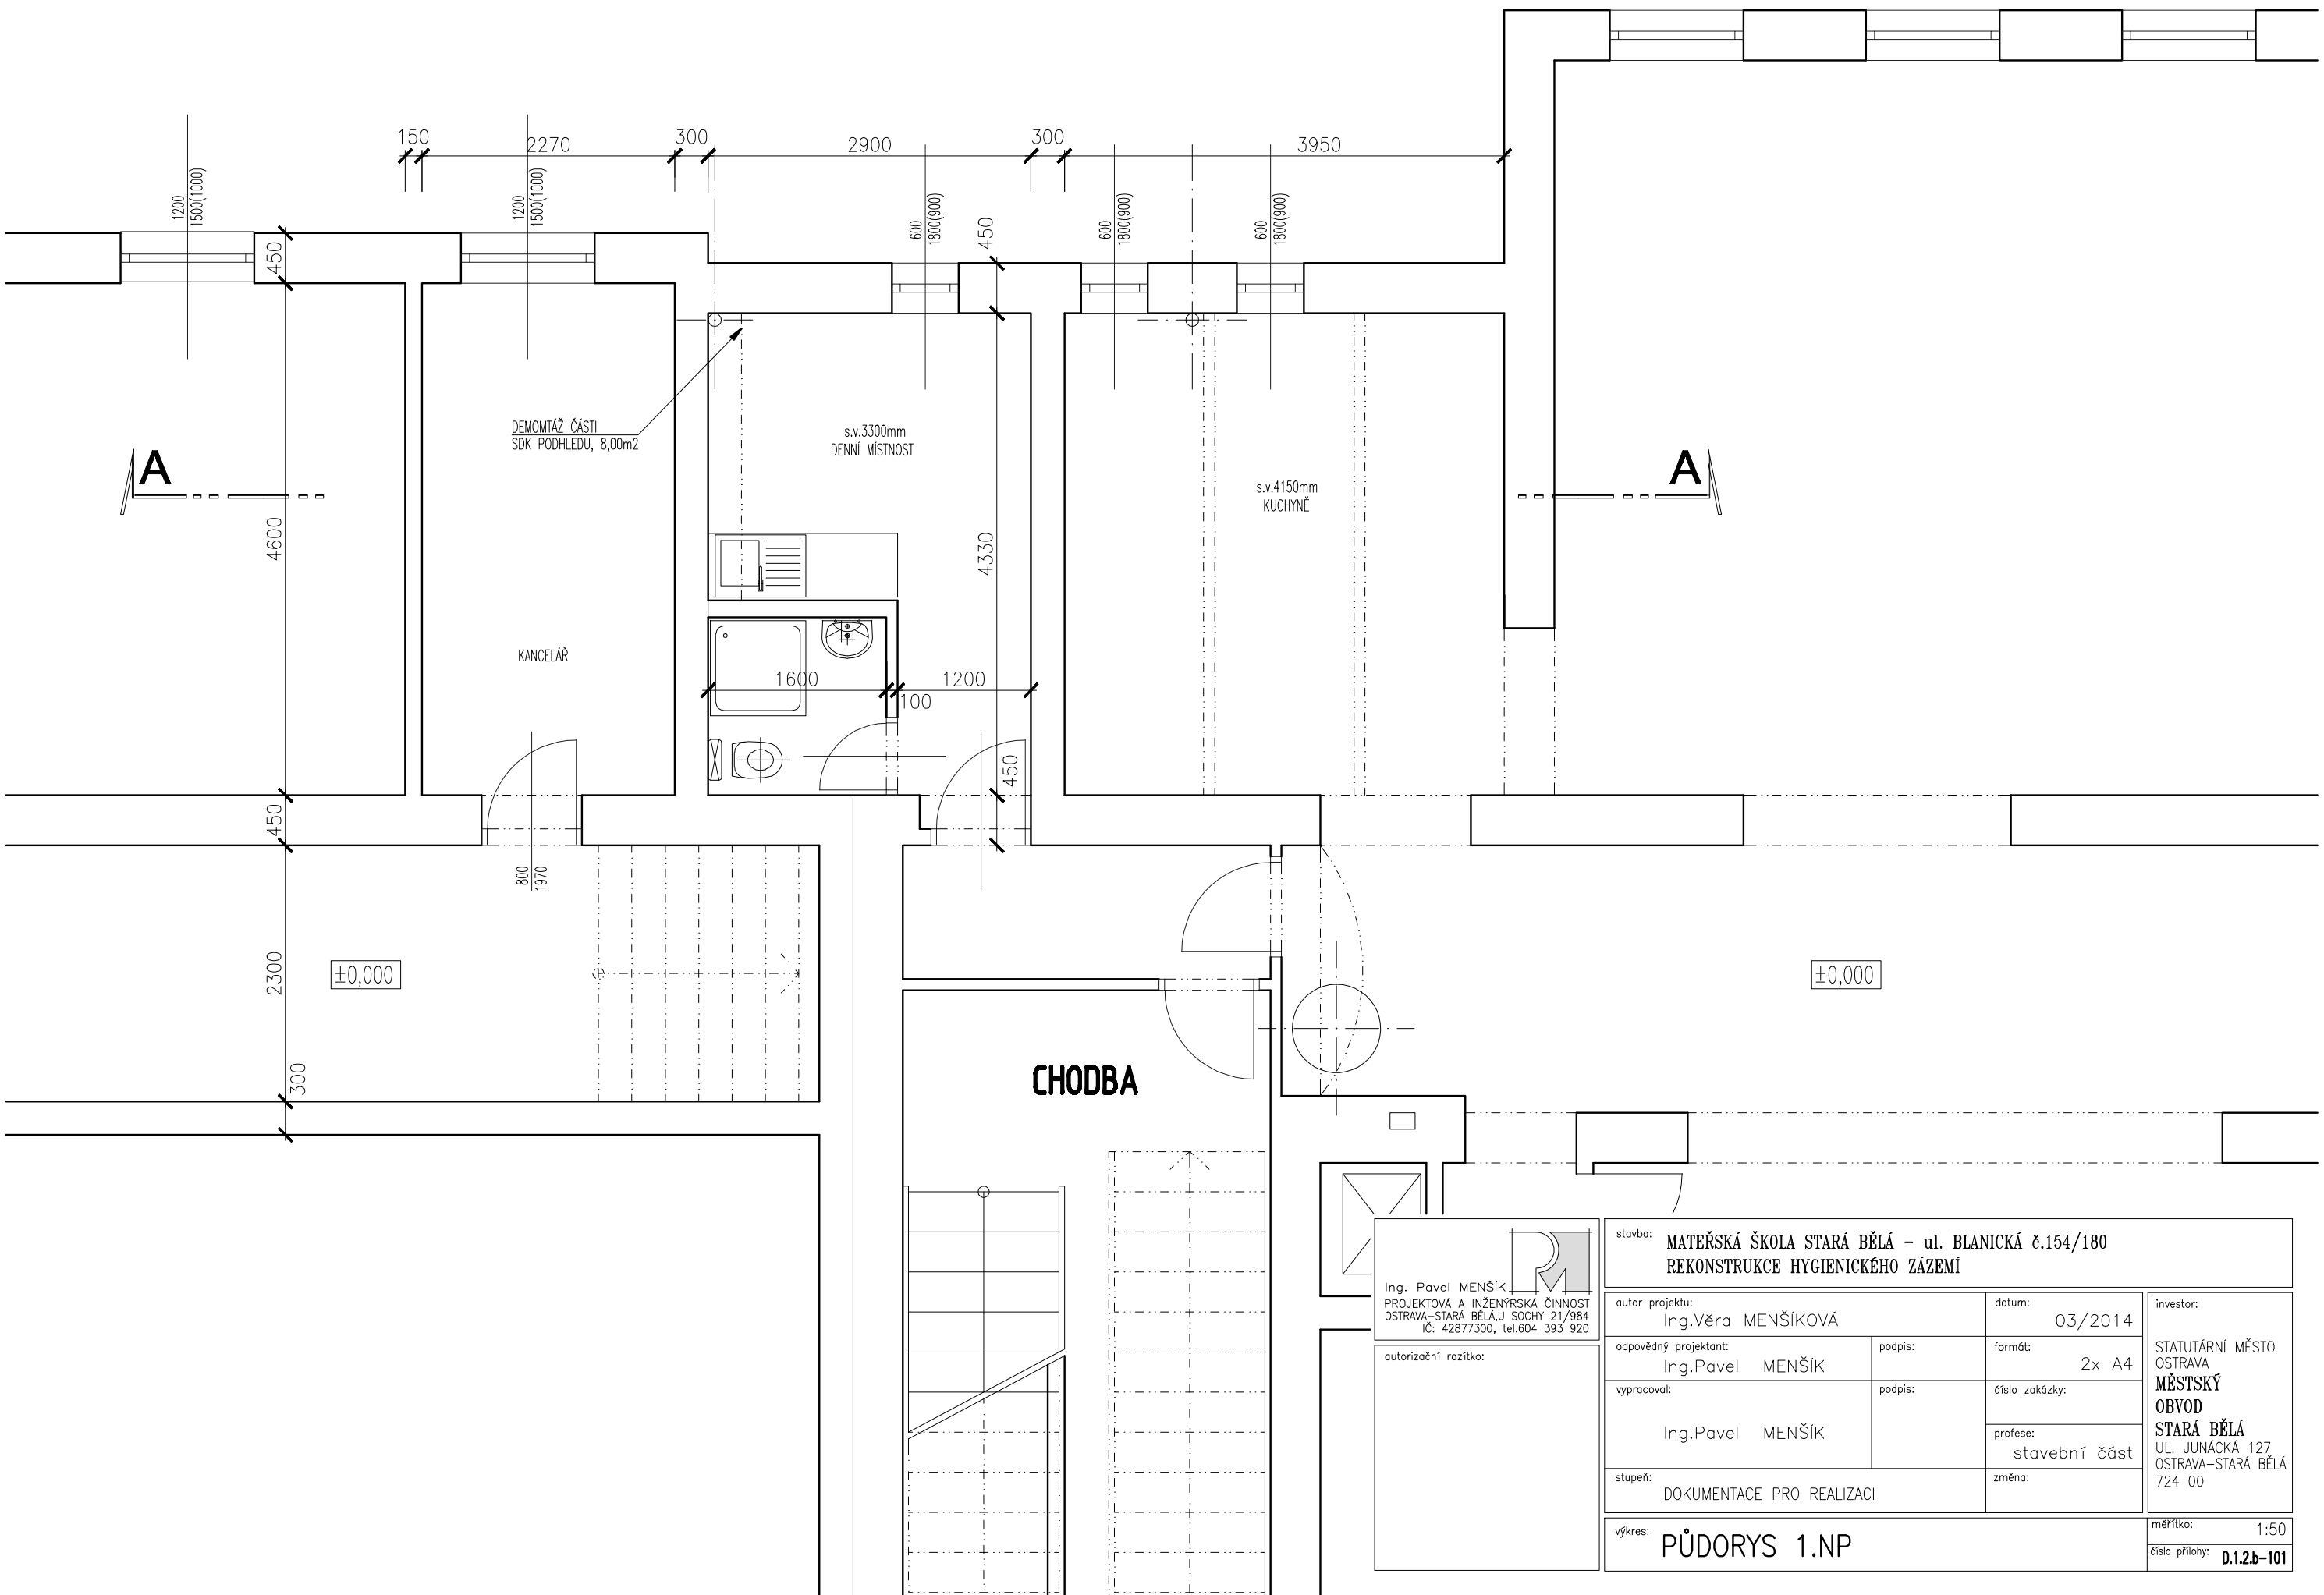 150
2270
300
2900
300
3950
1200
1500(1000)
1200
1500(1000)
600
1800(900)
600
1800(900)
600
1800(900)
450
450
DEMOMTÁŽ ČÁSTI
SDK PODHLEDU, 8,00m2
s.v.3300mm
DENNÍ MÍSTNOST
A
A
s.v.4150mm
KUCHYNĚ
4600
4330
KANCELÁŘ
1600
1200
100
450
450
800
1970
2300
±0,000
±0,000
300
CHODBA
Ing. Pavel MENŠÍK
PROJEKTOVÁ A INŽENÝRSKÁ ČINNOST
OSTRAVA-STARÁ BĚLÁ,U SOCHY 21/984
IČ: 42877300, tel.604 393 920
autorizační razítko:
stavba:
MATEŘSKÁ ŠKOLA STARÁ BĚLÁ - ul. BLANICKÁ č.154/180
REKONSTRUKCE HYGIENICKÉHO ZÁZEMÍ
autor projektu:
Ing.Věra MENŠÍKOVÁ
datum:
03/2014
odpovědný projektant:
Ing.Pavel MENŠÍK
podpis:
formát:
2x A4
vypracoval:
Ing.Pavel MENŠÍK
podpis:
číslo zakázky:
profese:
stavební část
stupeň:
DOKUMENTACE PRO REALIZACI
změna:
investor:
STATUTÁRNÍ MĚSTO
OSTRAVA
MĚSTSKÝ
OBVOD
STARÁ BĚLÁ
UL. JUNÁCKÁ 127
OSTRAVA-STARÁ BĚLÁ
724 00
výkres:
PŮDORYS 1.NP
měřítko:
1:50
číslo přílohy:
D.1.2.b-101